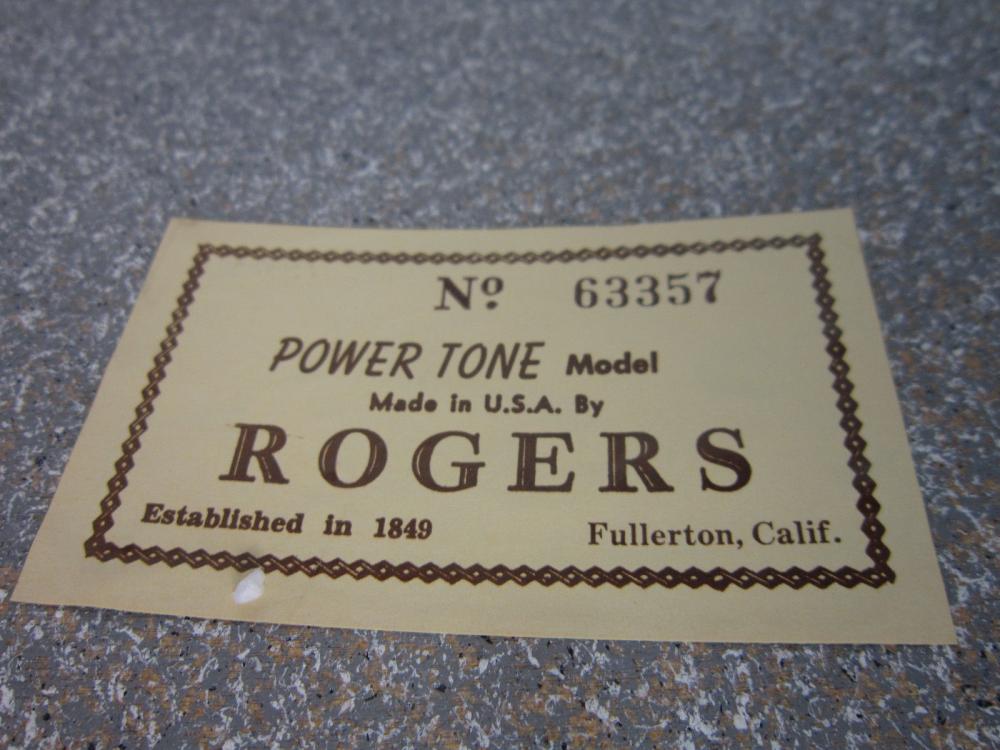 Nº 63357
POWER TONE Model
Made in U.S.A. By
ROGERS
Established in 1849 Fullerton, Calif.